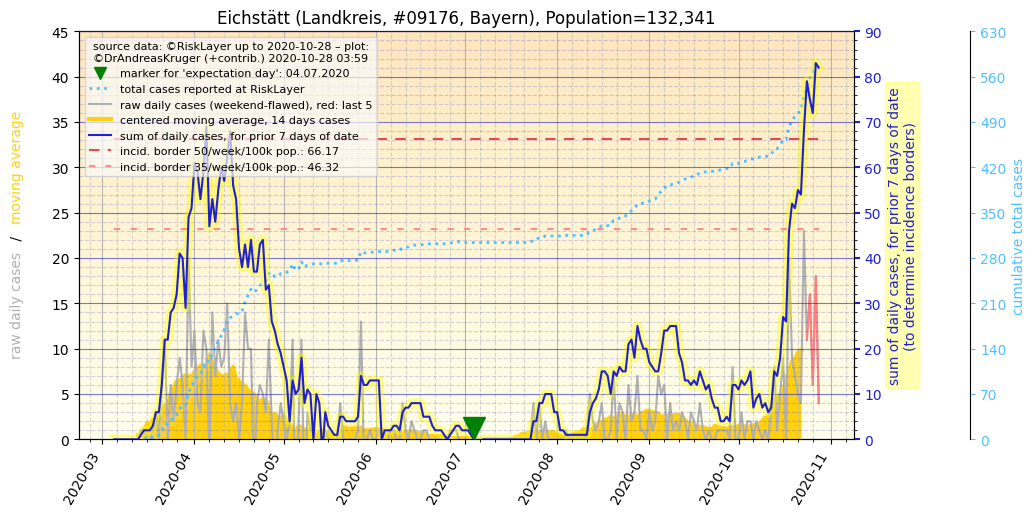 Eichstätt (Landkreis, #09176, Bayern), Population=132,341
source data: ©RiskLayer up to 2020-10-28 – plot:
©DrAndreasKruger (+contrib.) 2020-10-28 03:59
marker for 'expectation day': 04.07.2020
total cases reported at RiskLayer
raw daily cases (weekend-flawed), red: last 5
centered moving average, 14 days cases
sum of daily cases, for prior 7 days of date
incid. border 50/week/100k pop.: 66.17
incid. border 35/week/100k pop.: 46.32
raw daily cases / moving average
45
40
35
30
25
20
15
10
5
0
2020-03
2020-04
2020-05
2020-06
2020-07
2020-08
2020-09
2020-10
2020-11
90
80
70
60
50
40
30
20
10
0
sum of daily cases, for prior 7 days of date
(to determine incidence borders)
630
560
490
420
350
280
210
140
70
0
cumulative total cases